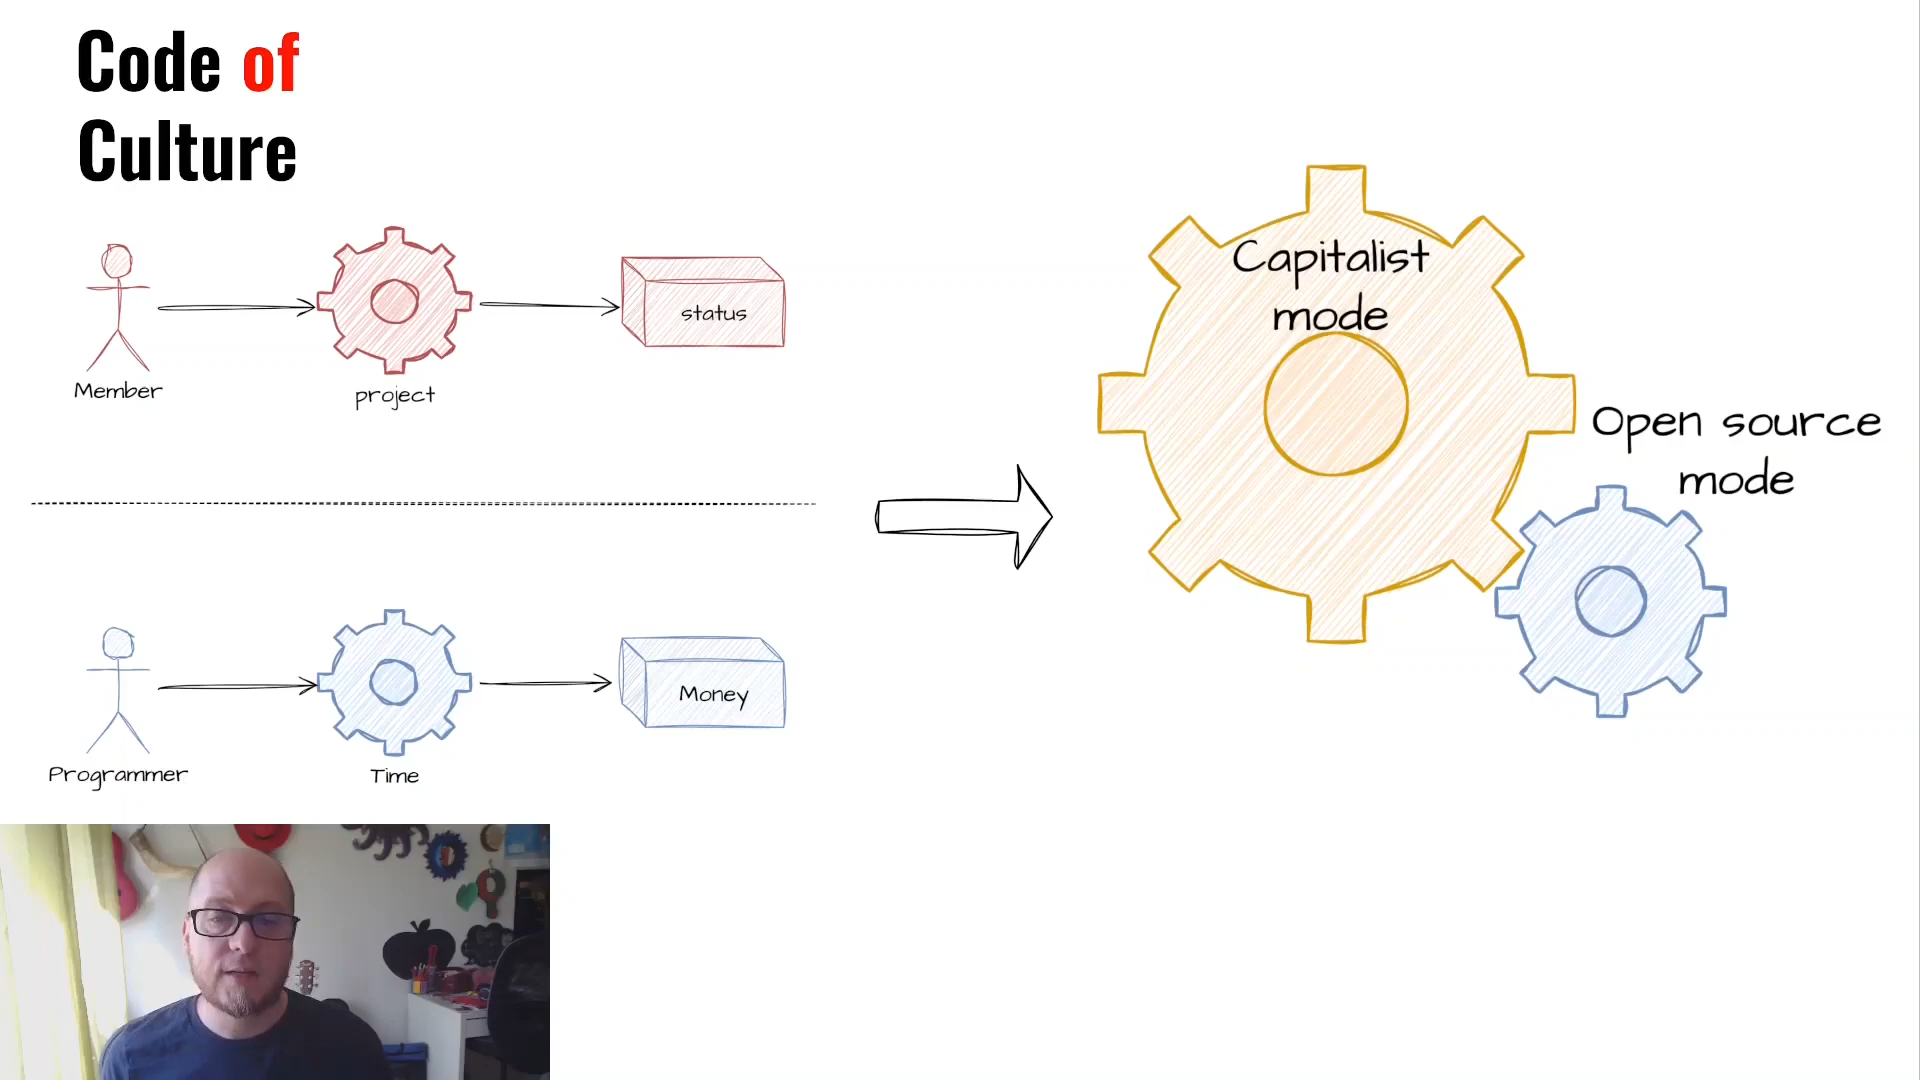 Code of
Culture
Member
project
status
Programmer
Time
Money
Capitalist
mode
Open source
mode